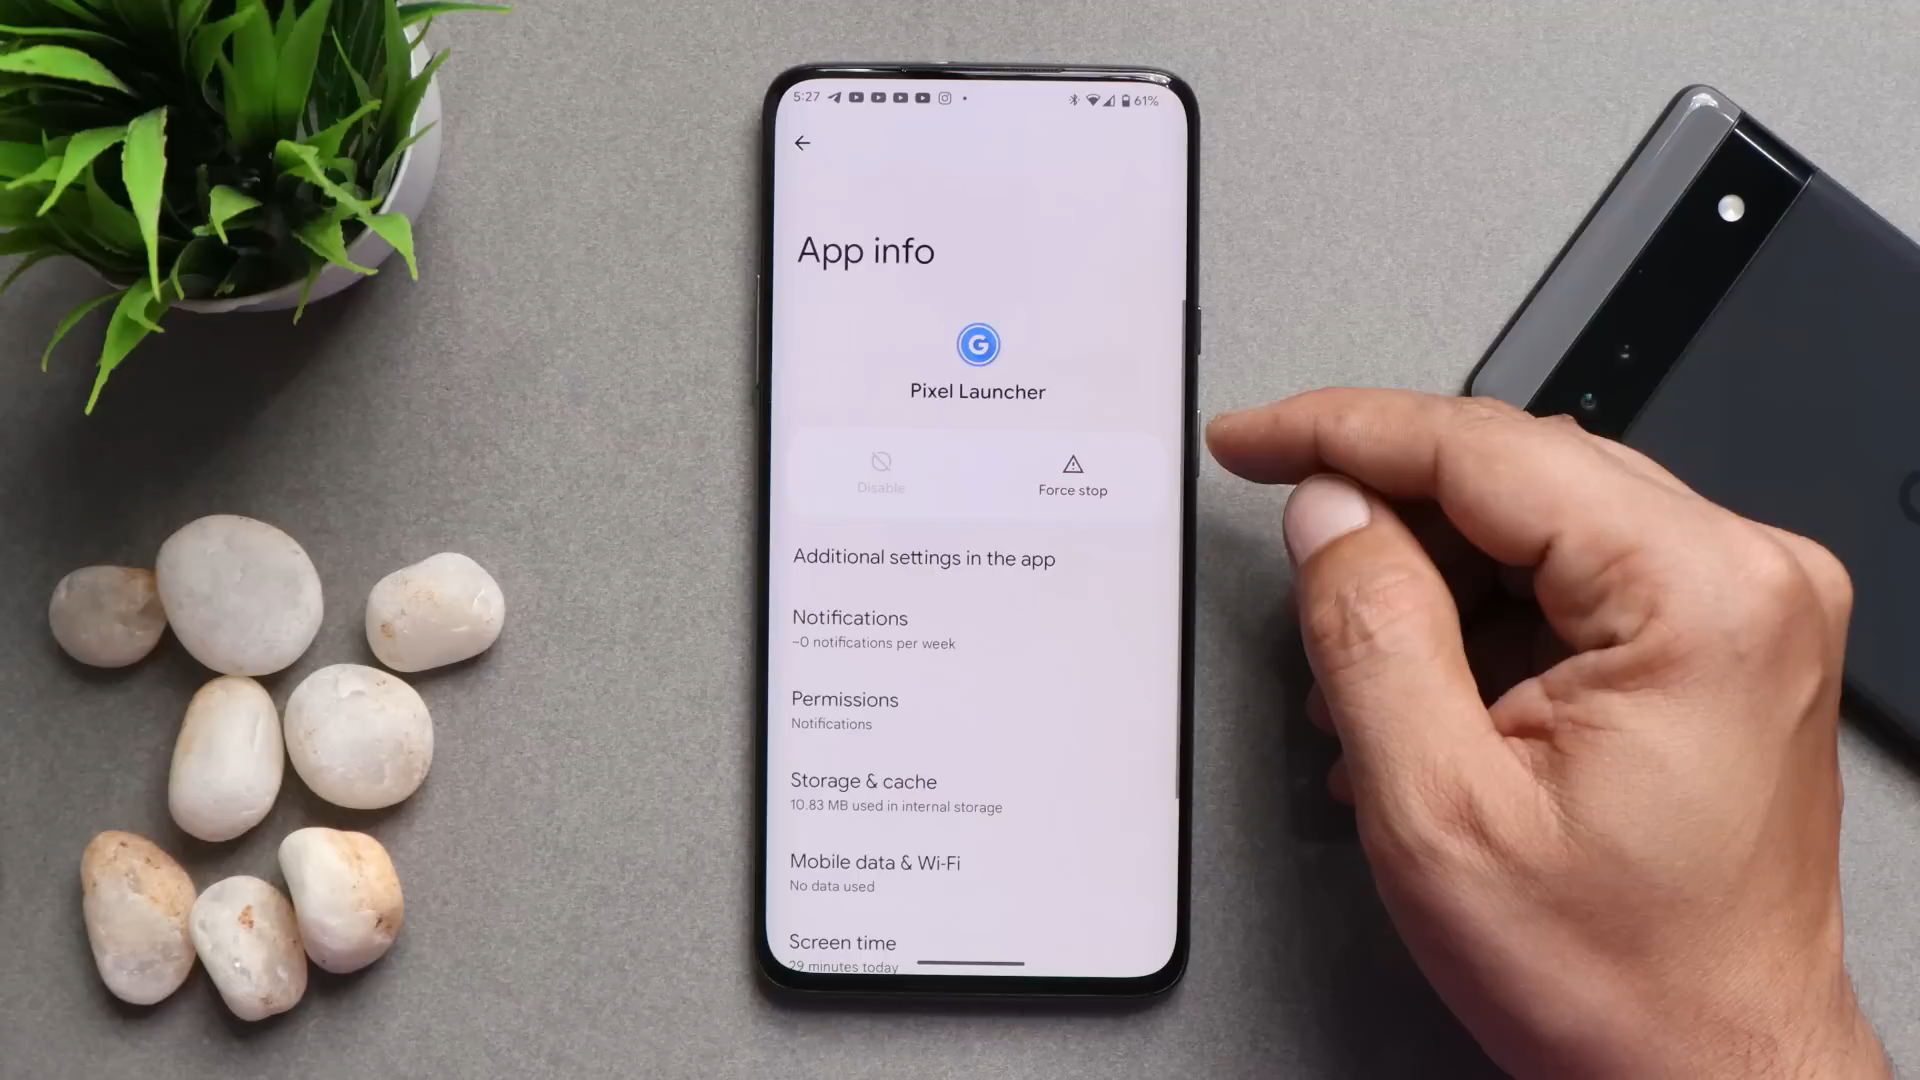 5:27
61%
App info
G
Pixel Launcher
Disable
Force stop
Additional settings in the app
Notifications
~0 notifications per week
Permissions
Notifications
Storage & cache
10.83 MB used in internal storage
Mobile data & Wi-Fi
No data used
Screen time
29 minutes today